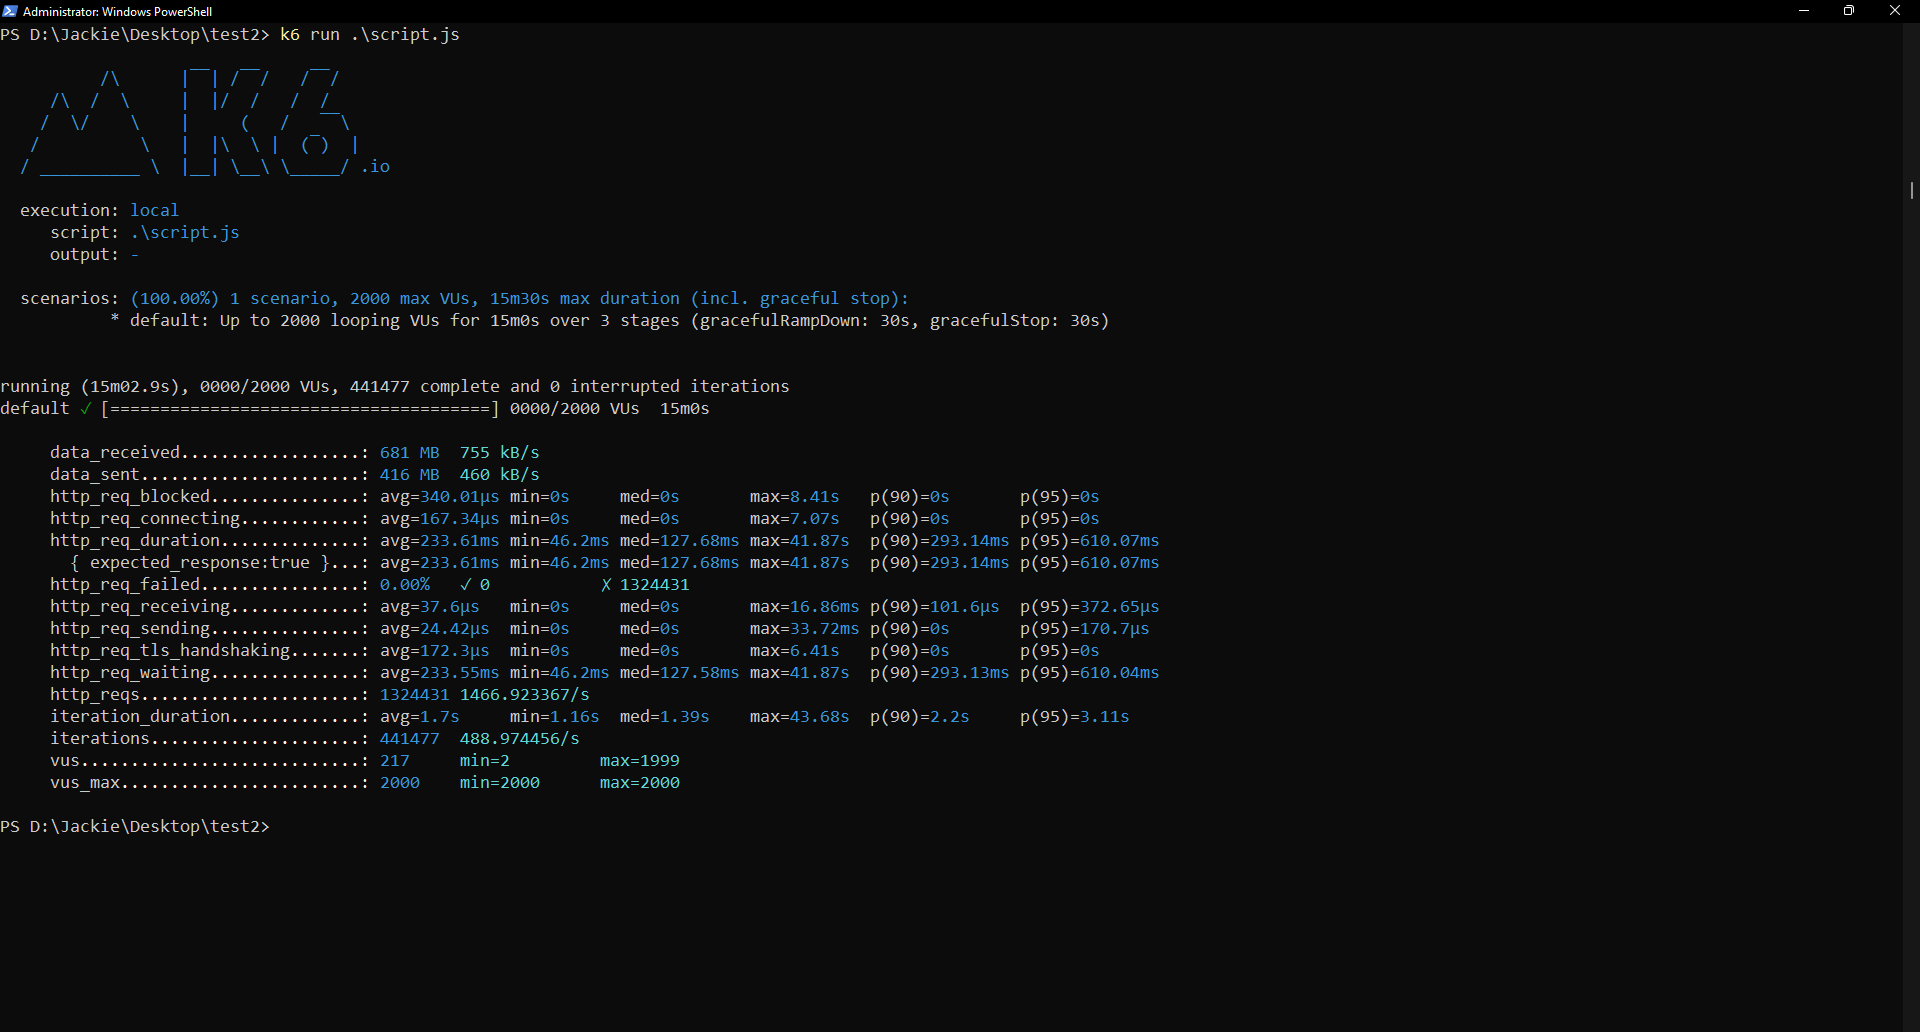 Administrator: Windows PowerShell
PS D:\Jackie\Desktop\test2> k6 run .\script.js
          /\      |‾‾| /‾‾/   /‾‾/
     /\  /  \     |  |/  /   /  /
    /  \/    \    |     (   /   ‾‾\
   /          \   |  |\  \ |  (‾)  |
  / __________ \  |__| \__\ \_____/ .io
  execution: local
     script: .\script.js
     output: -
  scenarios: (100.00%) 1 scenario, 2000 max VUs, 15m30s max duration (incl. graceful stop):
           * default: Up to 2000 looping VUs for 15m0s over 3 stages (gracefulRampDown: 30s, gracefulStop: 30s)
running (15m02.9s), 0000/2000 VUs, 441477 complete and 0 interrupted iterations
default ✓ [======================================] 0000/2000 VUs  15m0s
     data_received..................: 681 MB  755 kB/s
     data_sent......................: 416 MB  460 kB/s
     http_req_blocked...............: avg=340.01µs min=0s     med=0s       max=8.41s   p(90)=0s       p(95)=0s
     http_req_connecting............: avg=167.34µs min=0s     med=0s       max=7.07s   p(90)=0s       p(95)=0s
     http_req_duration..............: avg=233.61ms min=46.2ms med=127.68ms max=41.87s  p(90)=293.14ms p(95)=610.07ms
       { expected_response:true }...: avg=233.61ms min=46.2ms med=127.68ms max=41.87s  p(90)=293.14ms p(95)=610.07ms
     http_req_failed................: 0.00%   ✓ 0           ✗ 1324431
     http_req_receiving.............: avg=37.6µs   min=0s     med=0s       max=16.86ms p(90)=101.6µs  p(95)=372.65µs
     http_req_sending...............: avg=24.42µs  min=0s     med=0s       max=33.72ms p(90)=0s       p(95)=170.7µs
     http_req_tls_handshaking.......: avg=172.3µs  min=0s     med=0s       max=6.41s   p(90)=0s       p(95)=0s
     http_req_waiting...............: avg=233.55ms min=46.2ms med=127.58ms max=41.87s  p(90)=293.13ms p(95)=610.04ms
     http_reqs......................: 1324431 1466.923367/s
     iteration_duration.............: avg=1.7s     min=1.16s  med=1.39s    max=43.68s  p(90)=2.2s     p(95)=3.11s
     iterations.....................: 441477  488.974456/s
     vus............................: 217     min=2         max=1999
     vus_max........................: 2000    min=2000      max=2000
PS D:\Jackie\Desktop\test2>